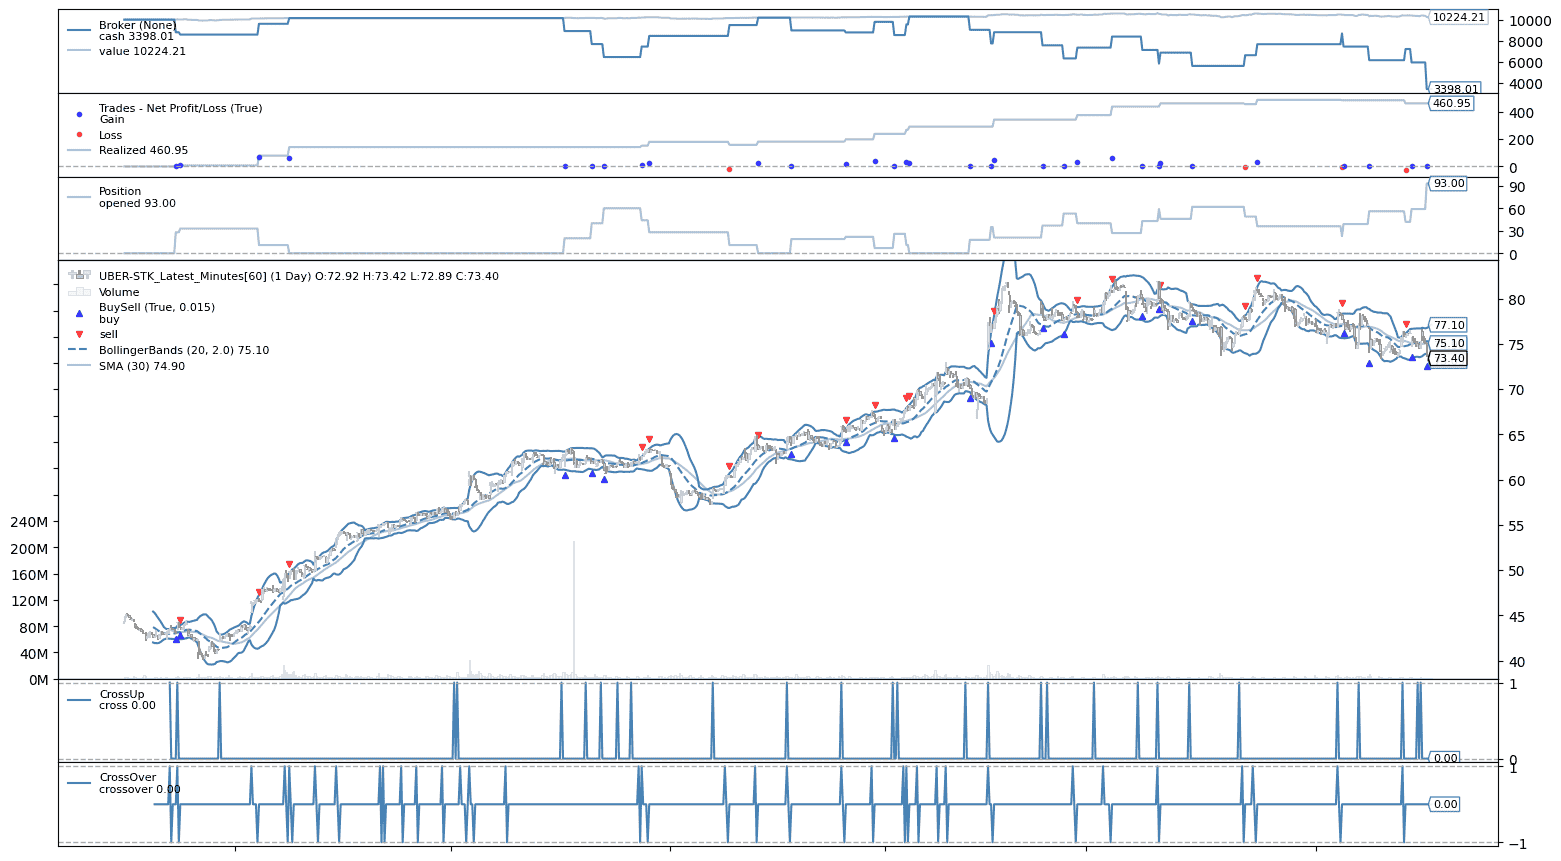 Broker (None)
cash 3398.01
value 10224.21
10224.21
10000
8000
6000
4000
3398.01
Trades - Net Profit/Loss (True)
Gain
Loss
Realized 460.95
460.95
400
200
0
Position
opened 93.00
93.00
90
60
30
0
UBER-STK_Latest_Minutes[60] (1 Day) O:72.92 H:73.42 L:72.89 C:73.40
Volume
BuySell (True, 0.015)
buy
sell
BollingerBands (20, 2.0) 75.10
SMA (30) 74.90
80
77.10
75.10
75
73.40
70
65
60
55
50
45
40
240M
200M
160M
120M
80M
40M
0M
CrossUp
cross 0.00
1
0.00
0
CrossOver
crossover 0.00
1
0.00
−1